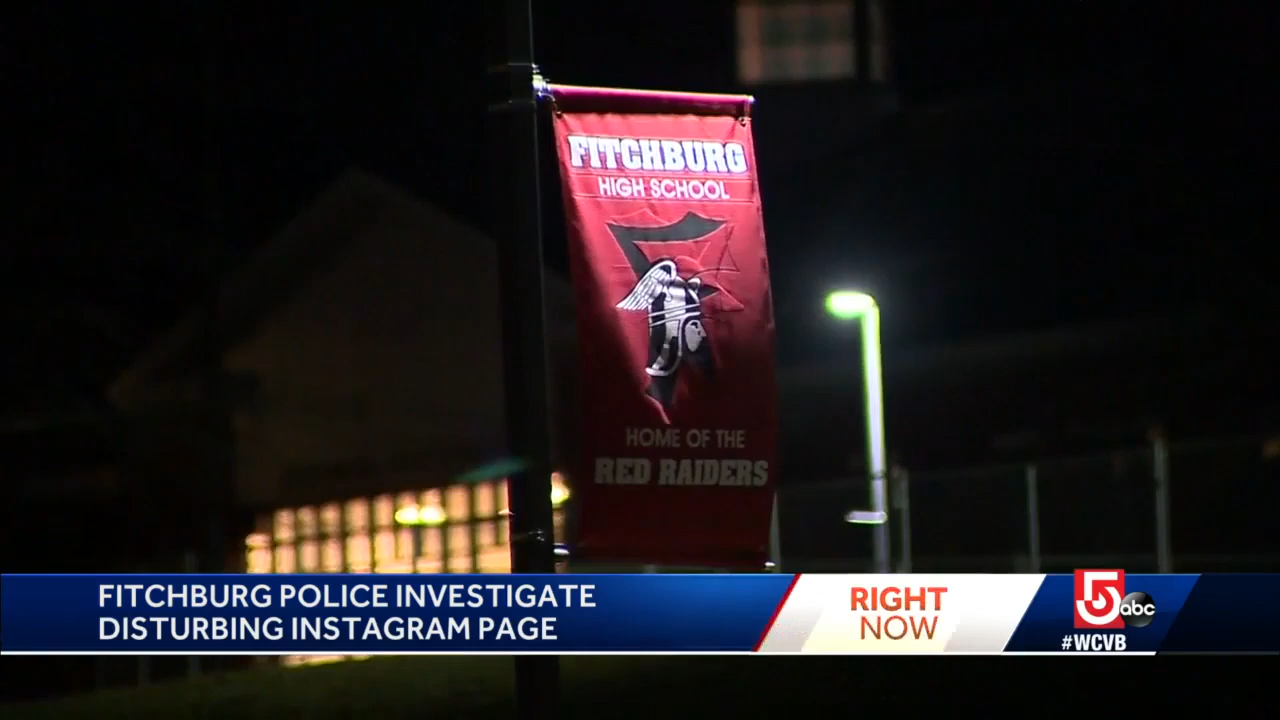 FITCHBURG
HIGH SCHOOL
HOME OF THE
RED RAIDERS
FITCHBURG POLICE INVESTIGATE
DISTURBING INSTAGRAM PAGE
RIGHT
NOW
5
abc
#WCVB